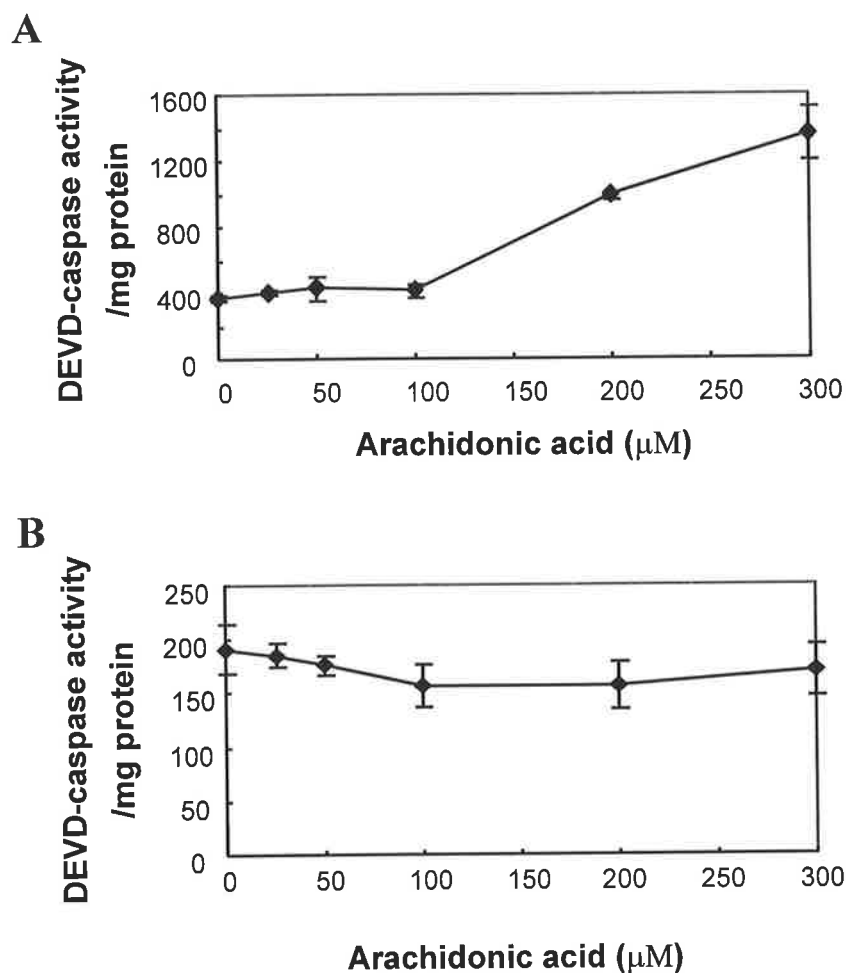 A
DEVD-caspase activity
/mg protein
1600
1200
800
400
0
0 50 100 150 200 250 300
Arachidonic acid (μM)
B
DEVD-caspase activity
/mg protein
250
200
150
100
50
0
0 50 100 150 200 250 300
Arachidonic acid (μM)